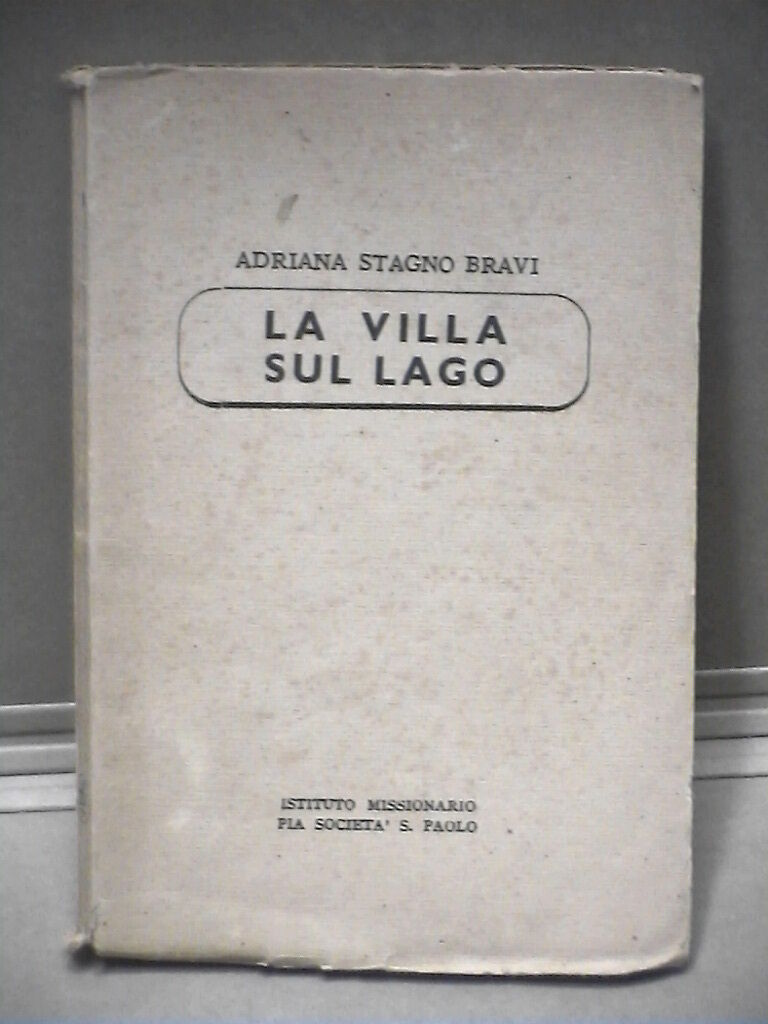 ADRIANA STAGNO BRAVI
LA VILLA
SUL LAGO
ISTITUTO MISSIONARIO
PIA SOCIETA' S. PAOLO